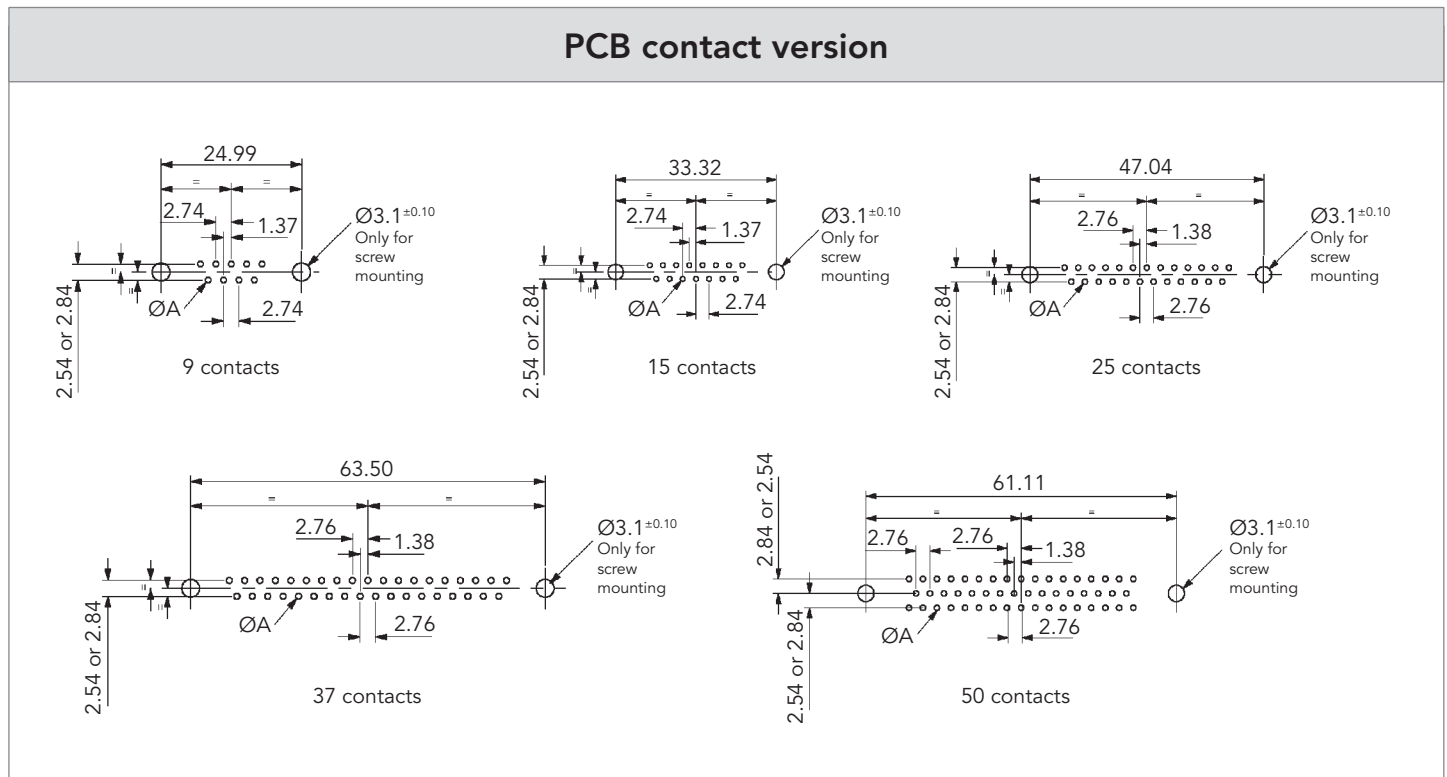 PCB contact version
24.99
=
=
2.74
1.37
Ø3.1±0.10
Only for
screw
mounting
=
=
ØA
2.74
2.54 or 2.84
9 contacts
33.32
=
=
2.74
1.37
Ø3.1±0.10
Only for
screw
mounting
=
=
ØA
2.74
2.54 or 2.84
15 contacts
47.04
=
=
2.76
1.38
Ø3.1±0.10
Only for
screw
mounting
=
=
ØA
2.76
2.54 or 2.84
25 contacts
63.50
=
=
2.76
1.38
Ø3.1±0.10
Only for
screw
mounting
=
=
ØA
2.76
2.54 or 2.84
37 contacts
2.84 or 2.54
61.11
=
=
2.76
2.76
1.38
Ø3.1±0.10
Only for
screw
mounting
ØA
2.76
2.54 or 2.84
50 contacts